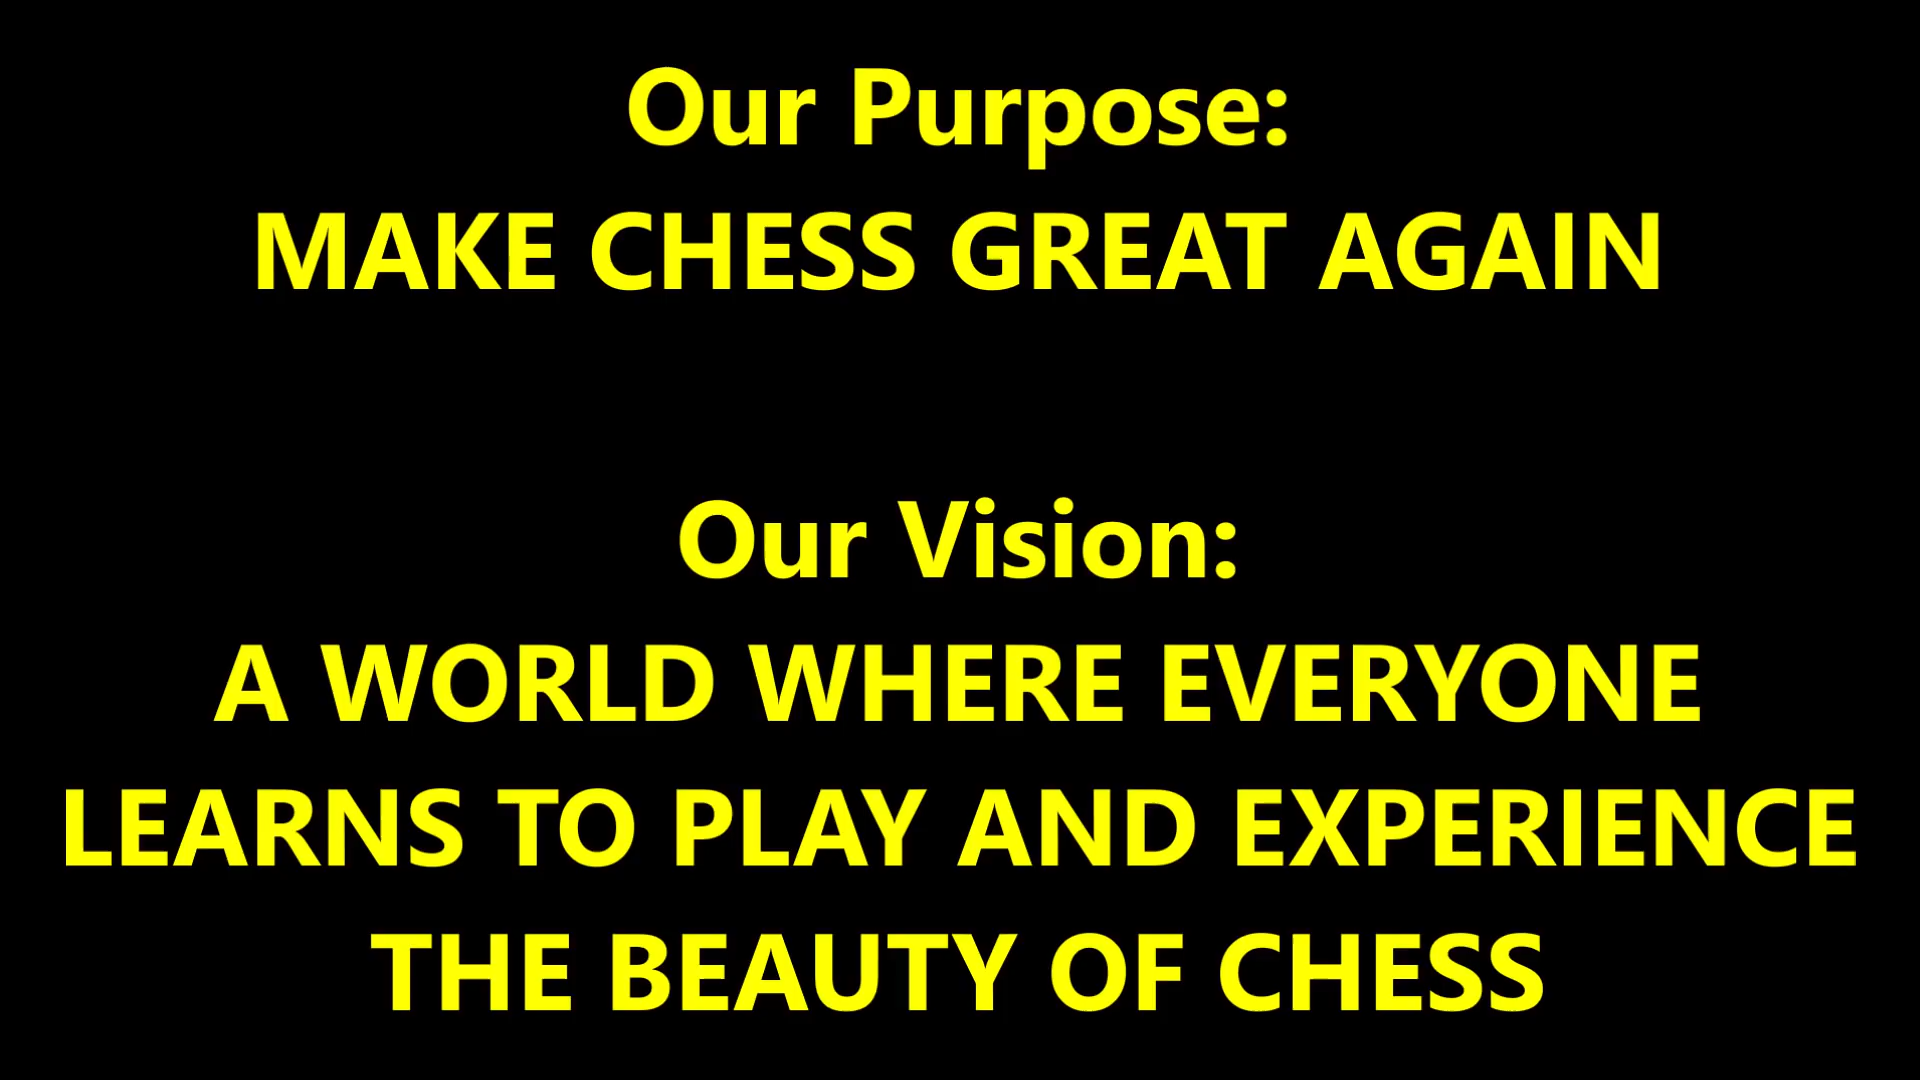 Our Purpose:
MAKE CHESS GREAT AGAIN
Our Vision:
A WORLD WHERE EVERYONE
LEARNS TO PLAY AND EXPERIENCE
THE BEAUTY OF CHESS